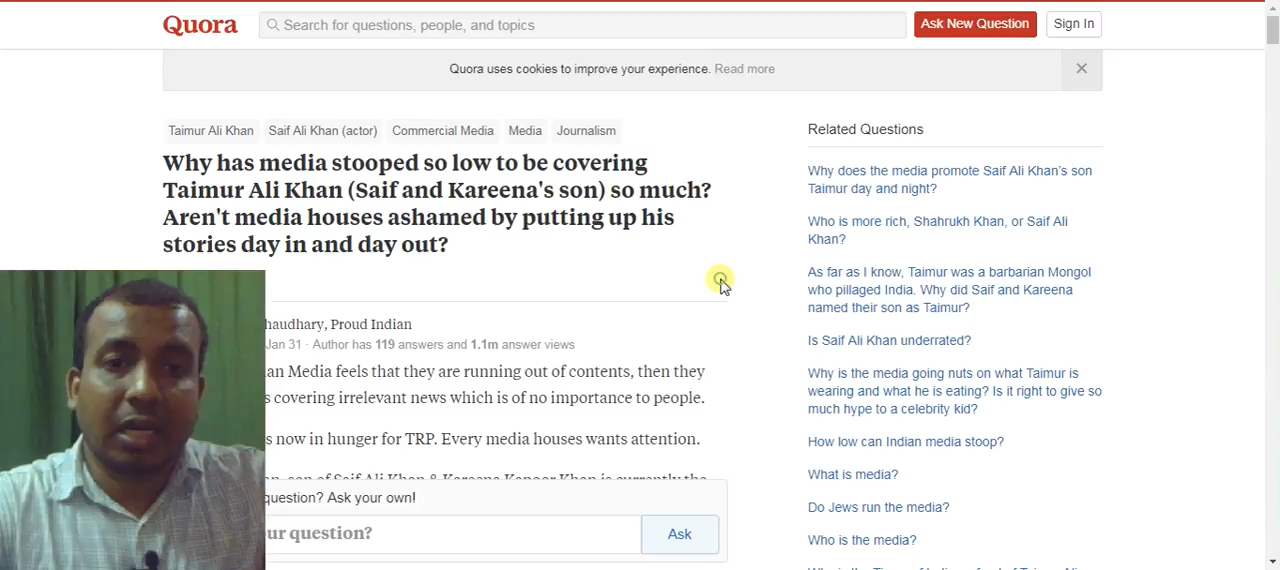 Quora
Search for questions, people, and topics
Ask New Question
Sign In
Quora uses cookies to improve your experience. Read more
Taimur Ali Khan
Saif Ali Khan (actor)
Commercial Media
Media
Journalism
Why has media stooped so low to be covering
Taimur Ali Khan (Saif and Kareena's son) so much?
Aren't media houses ashamed by putting up his
stories day in and day out?
haudhary, Proud Indian
Jan 31 · Author has 119 answers and 1.1m answer views
an Media feels that they are running out of contents, then they
s covering irrelevant news which is of no importance to people.
s now in hunger for TRP. Every media houses wants attention.
son of Saif Ali Khan & Kareena Kapoor Khan is currently the
question? Ask your own!
ur question?
Ask
Related Questions
Why does the media promote Saif Ali Khan's son
Taimur day and night?
Who is more rich, Shahrukh Khan, or Saif Ali
Khan?
As far as I know, Taimur was a barbarian Mongol
who pillaged India. Why did Saif and Kareena
named their son as Taimur?
Is Saif Ali Khan underrated?
Why is the media going nuts on what Taimur is
wearing and what he is eating? Is it right to give so
much hype to a celebrity kid?
How low can Indian media stoop?
What is media?
Do Jews run the media?
Who is the media?